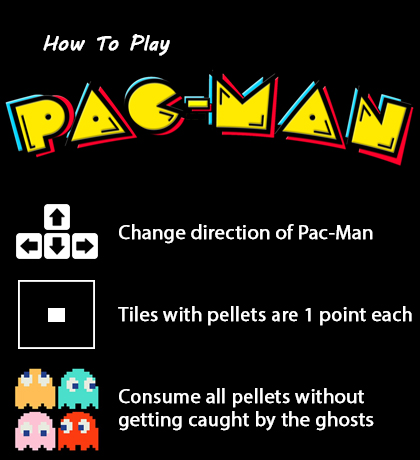 How To Play
PAC-MAN
Change direction of Pac-Man
Tiles with pellets are 1 point each
Consume all pellets without
getting caught by the ghosts